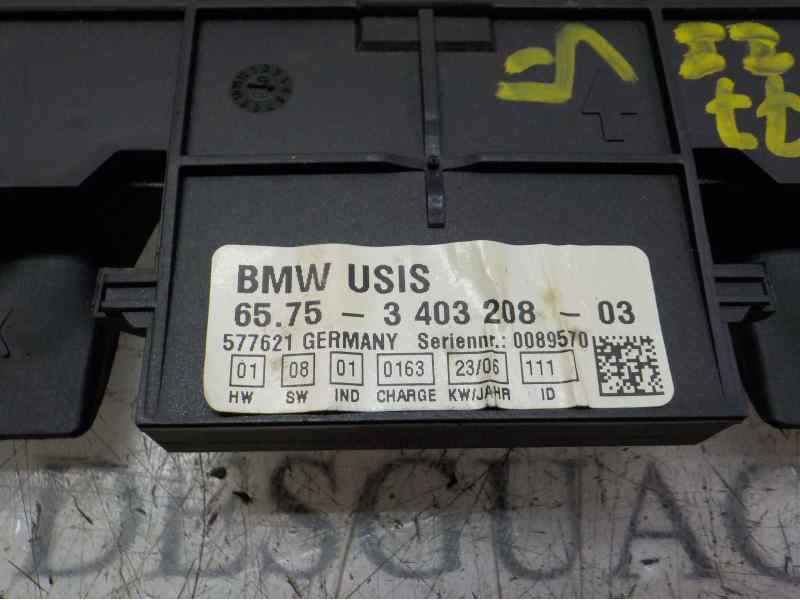 BMW USIS
65.75 - 3 403 208 - 03
577621 GERMANY Seriennr.: 0089570
01 08 01 0163 23/06 111
HW SW IND CHARGE KW/JAHR ID
DESGUAC